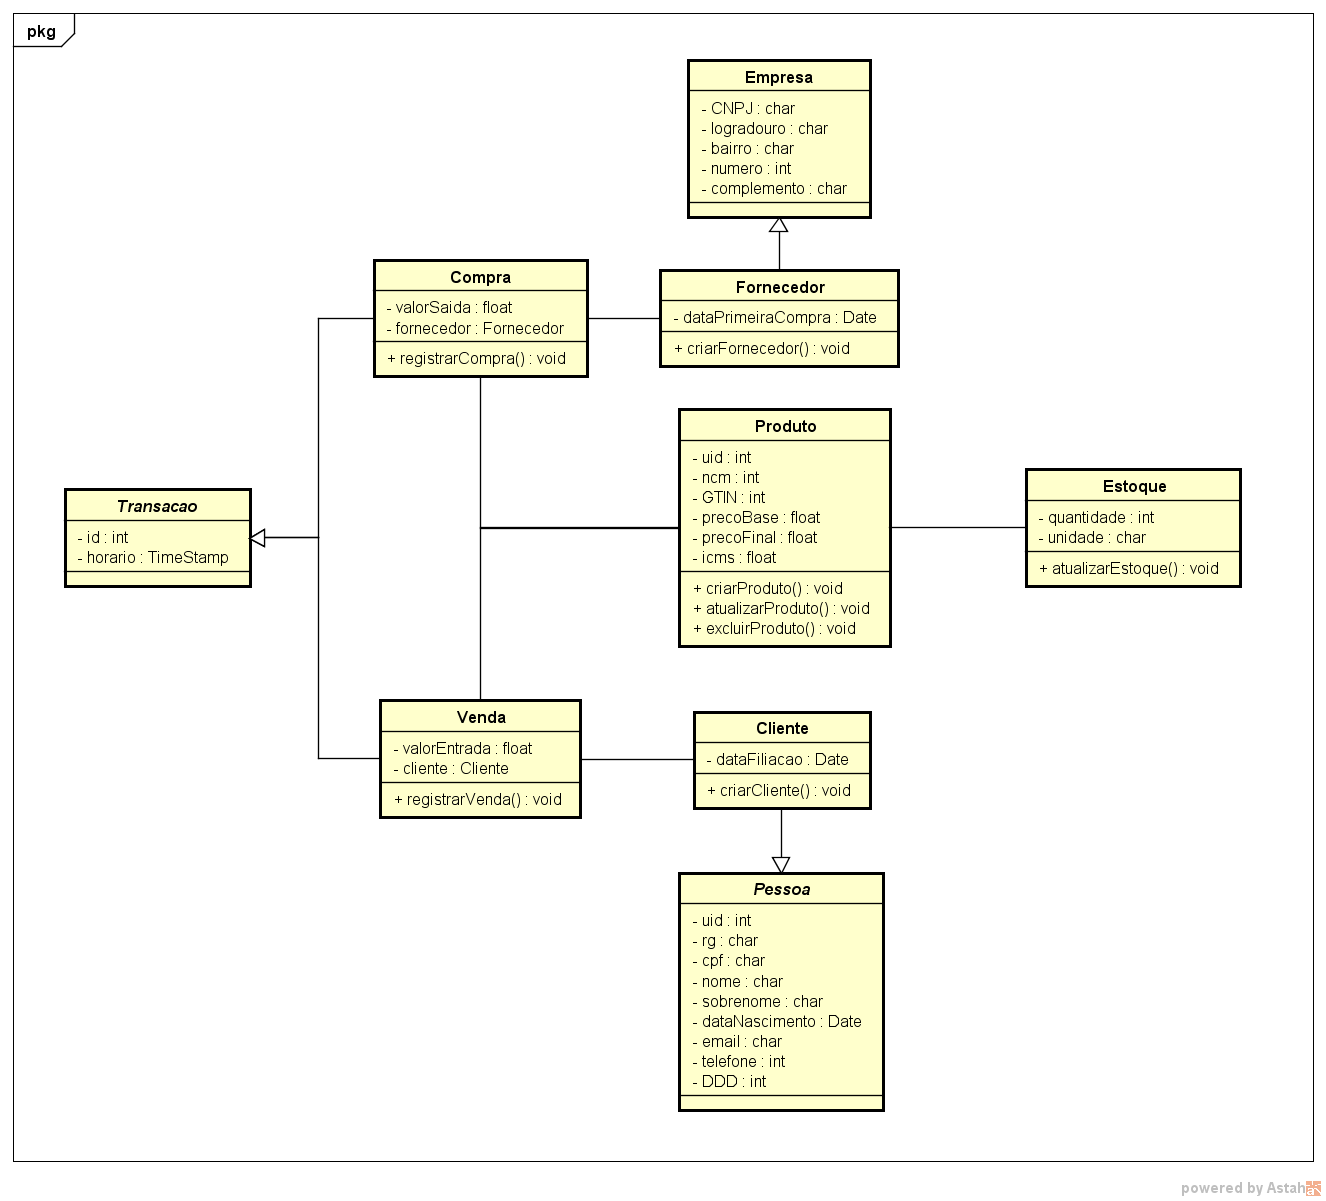 pkg
Empresa
- CNPJ : char
- logradouro : char
- bairro : char
- numero : int
- complemento : char
Compra
- valorSaida : float
- fornecedor : Fornecedor
+ registrarCompra() : void
Fornecedor
- dataPrimeiraCompra : Date
+ criarFornecedor() : void
Produto
- uid : int
- ncm : int
- GTIN : int
- precoBase : float
- precoFinal : float
- icms : float
+ criarProduto() : void
+ atualizarProduto() : void
+ excluirProduto() : void
Estoque
- quantidade : int
- unidade : char
+ atualizarEstoque() : void
Transacao
- id : int
- horario : TimeStamp
Venda
- valorEntrada : float
- cliente : Cliente
+ registrarVenda() : void
Cliente
- dataFiliacao : Date
+ criarCliente() : void
Pessoa
- uid : int
- rg : char
- cpf : char
- nome : char
- sobrenome : char
- dataNascimento : Date
- email : char
- telefone : int
- DDD : int
powered by Astah